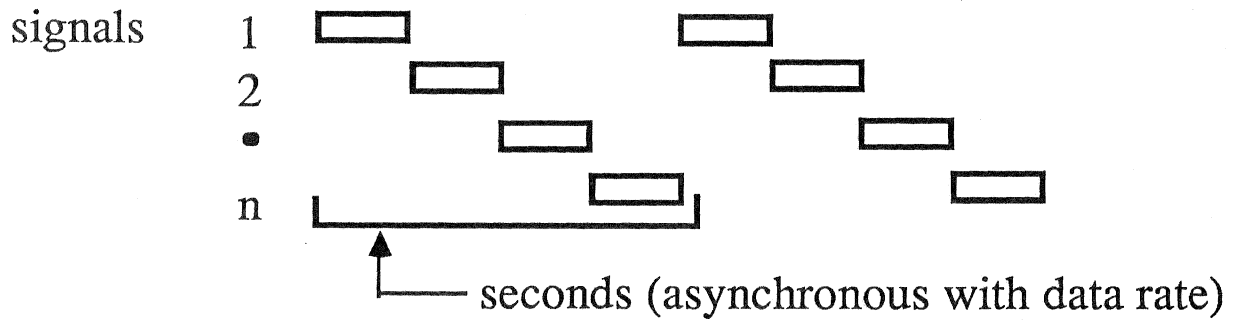 signals 1
2
•
n
seconds (asynchronous with data rate)